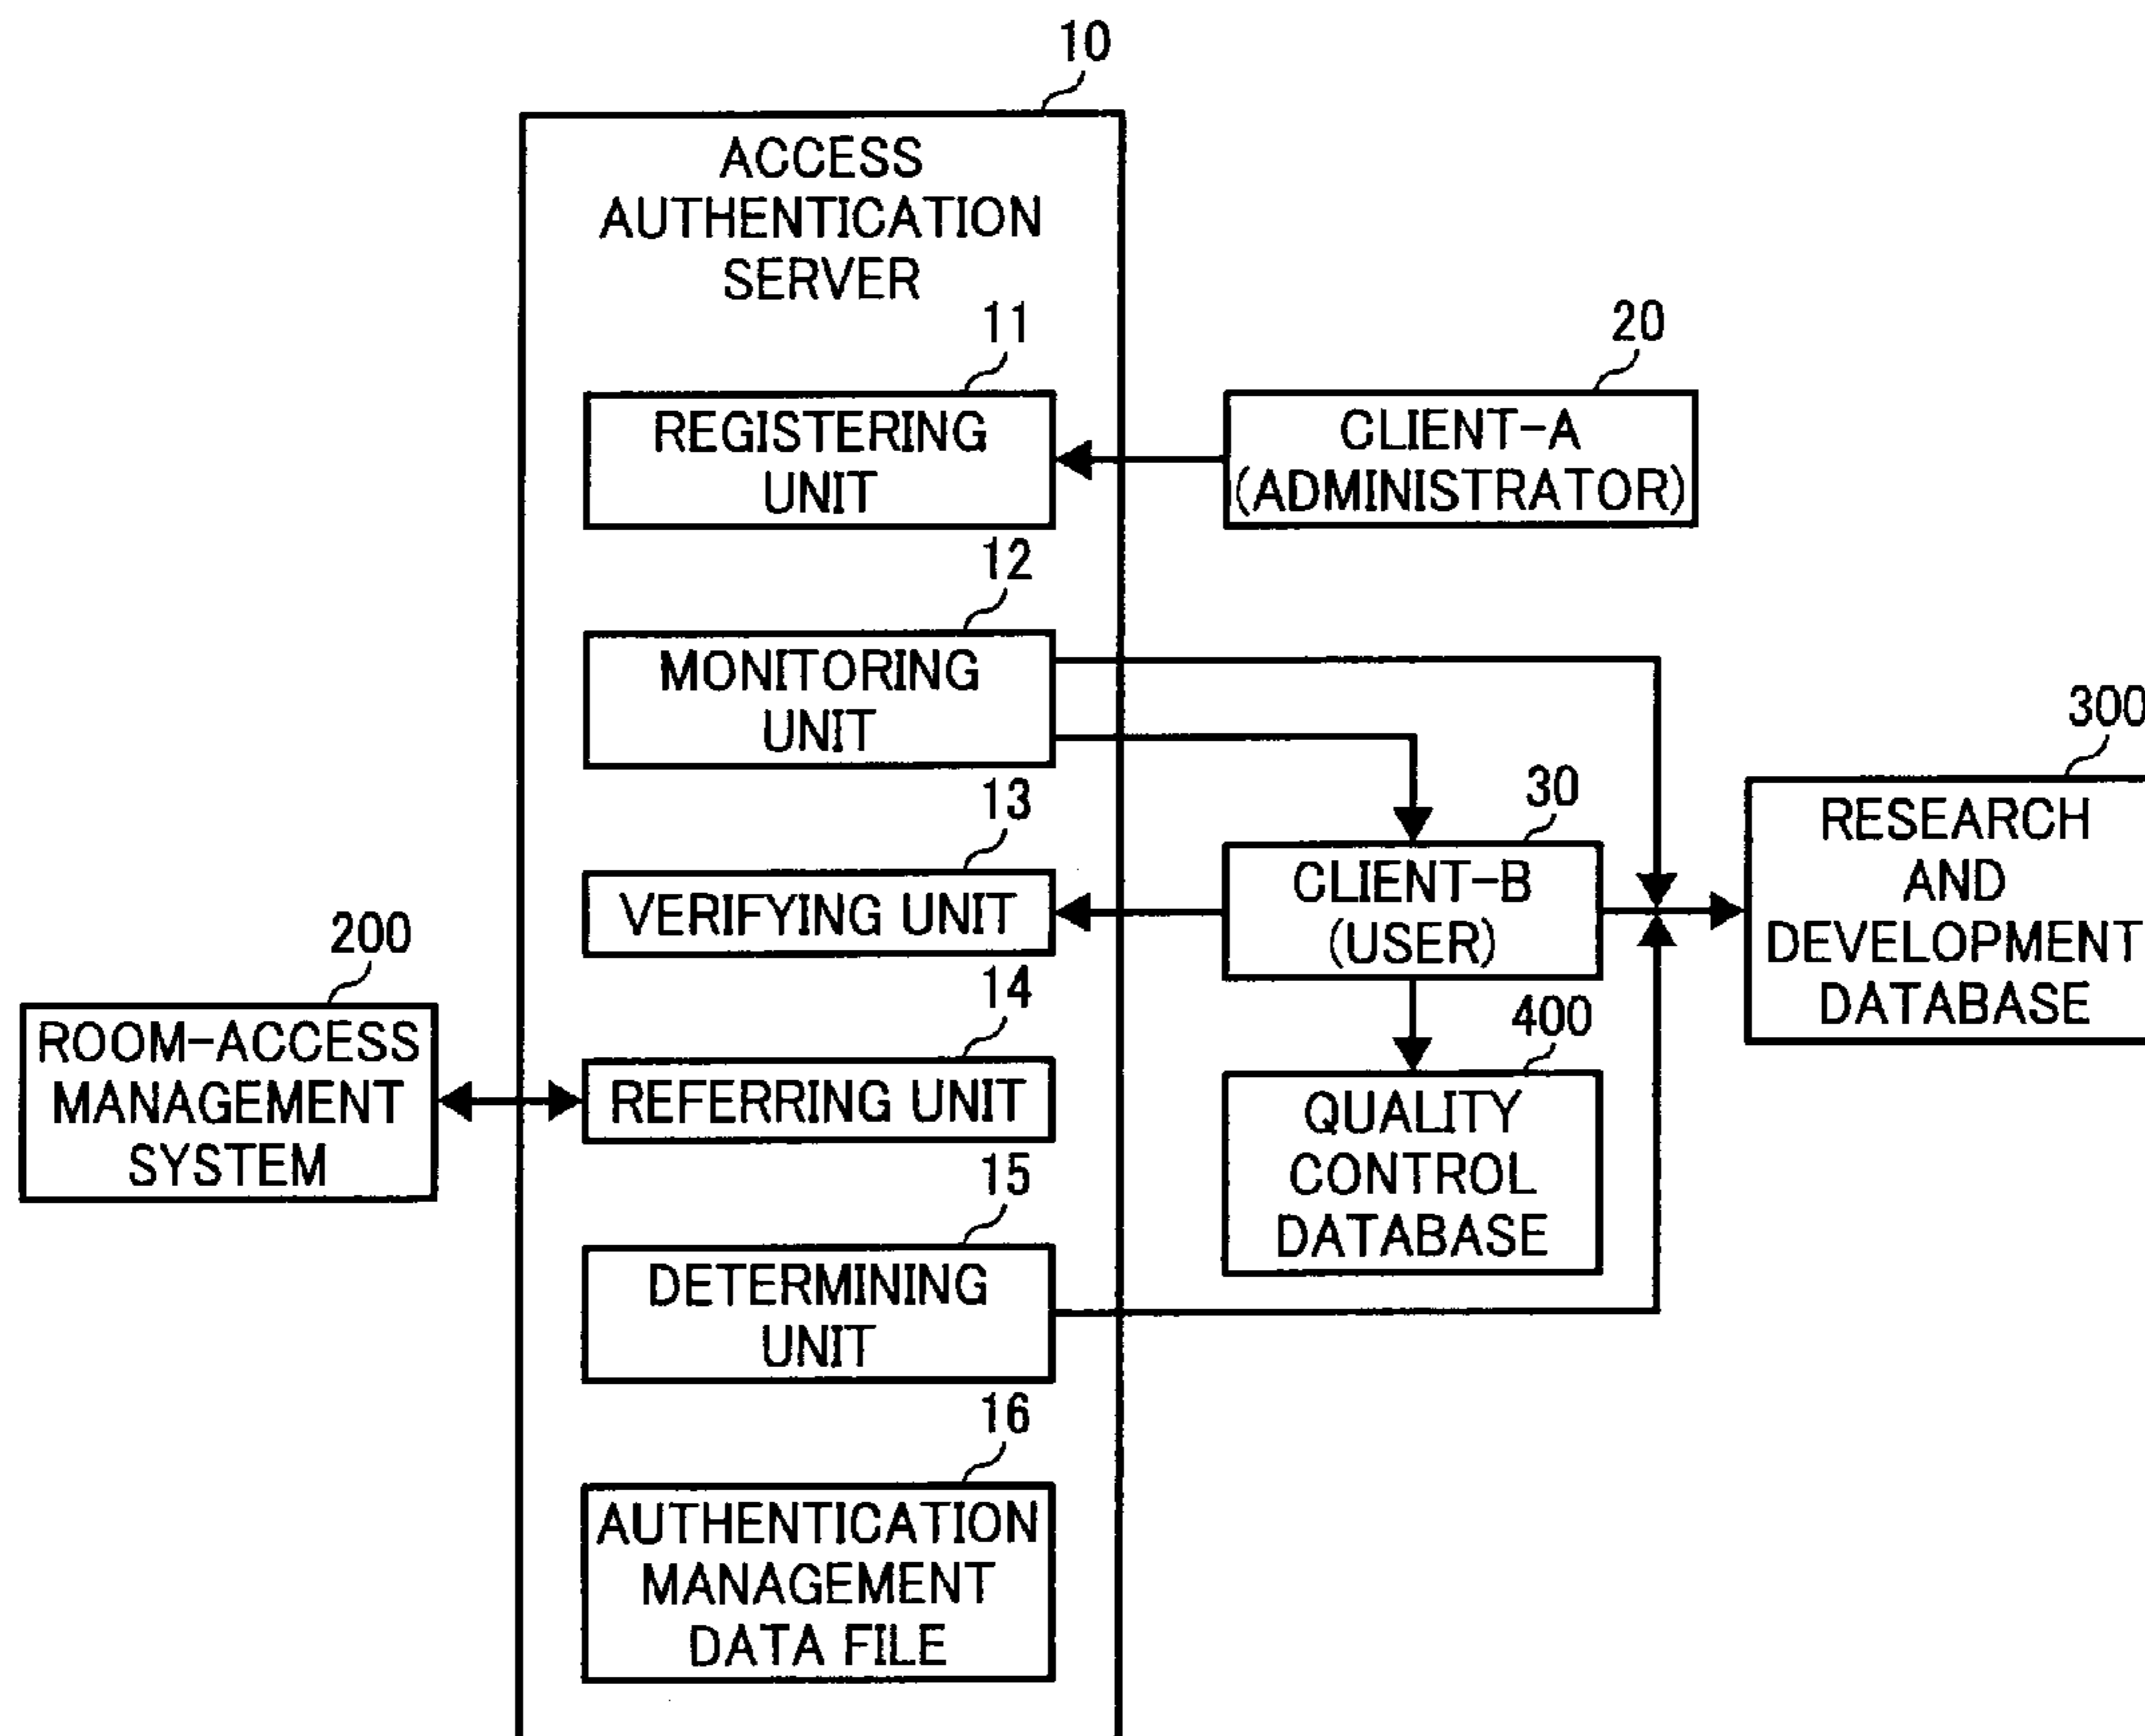 10
ACCESS
AUTHENTICATION
SERVER
11
REGISTERING
UNIT
20
CLIENT-A
(ADMINISTRATOR)
12
MONITORING
UNIT
13
VERIFYING UNIT
30
CLIENT-B
(USER)
300
RESEARCH
AND
DEVELOPMENT
DATABASE
200
ROOM-ACCESS
MANAGEMENT
SYSTEM
14
REFERRING UNIT
400
QUALITY
CONTROL
DATABASE
15
DETERMINING
UNIT
16
AUTHENTICATION
MANAGEMENT
DATA FILE